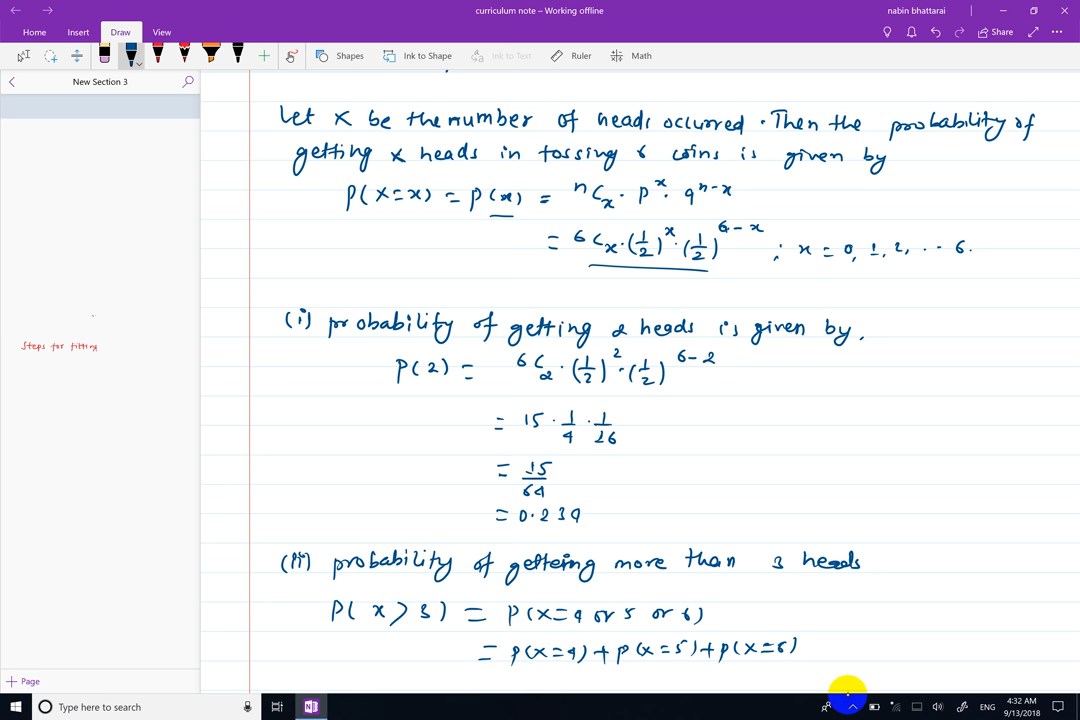 curriculum note – Working offline
nabin bhattarai
Home Insert Draw View
Share
Shapes Ink to Shape Ink to Text Ruler Math
New Section 3
Let X be the number of heads occurred. Then the probability of
getting x heads in tossing 6 coins is given by
P(X=x) = P(x) = ⁿCₓ · pˣ · qⁿ⁻ˣ
= ⁶Cₓ · (1/2)ˣ · (1/2)⁶⁻ˣ ; x = 0, 1, 2, ... 6.
(i) probability of getting 2 heads is given by,
P(2) = ⁶C₂ · (1/2)² · (1/2)⁶⁻²
Steps for fitting
= 15 · 1/4 · 1/16
= 15/64
= 0.234
(ii) probability of getting more than 3 heads
P(x > 3) = P(X=4 or 5 or 6)
= P(X=4) + P(X=5) + P(X=6)
+ Page
Type here to search
ENG
4:32 AM
9/13/2018